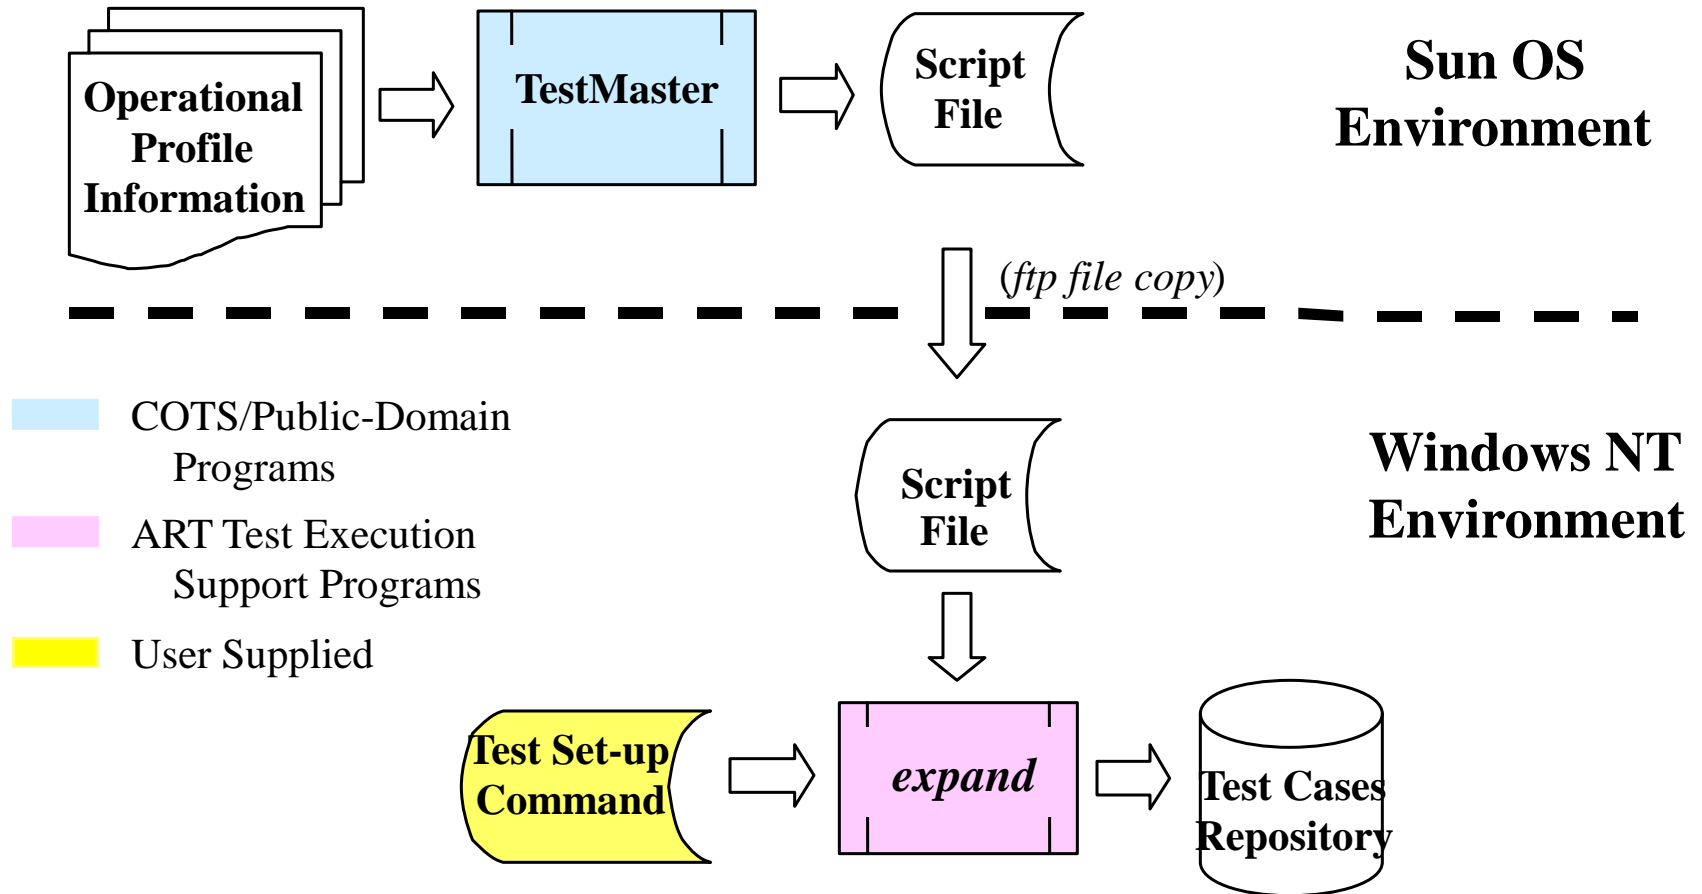 Operational
Profile
Information
TestMaster
Script
File
Sun OS
Environment
(ftp file copy)
COTS/Public-Domain
Programs
ART Test Execution
Support Programs
User Supplied
Script
File
Windows NT
Environment
Test Set-up
Command
expand
Test Cases
Repository